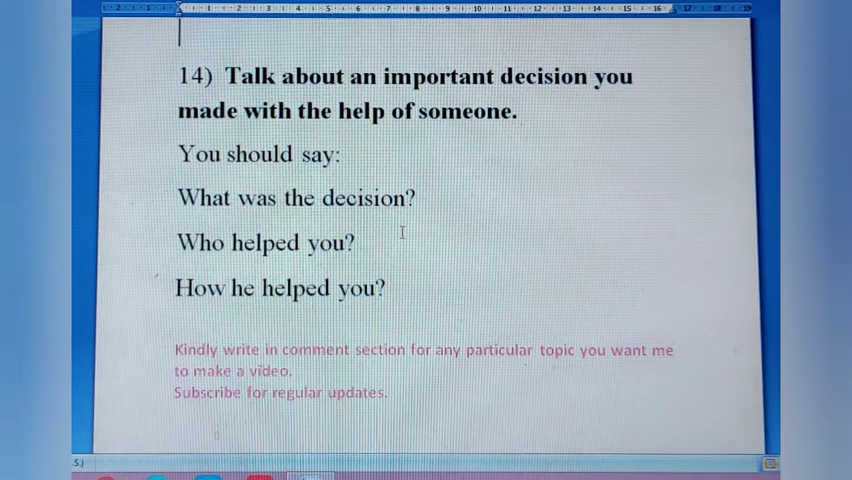 14) Talk about an important decision you
made with the help of someone.
You should say:
What was the decision?
Who helped you?
How he helped you?
Kindly write in comment section for any particular topic you want me
to make a video.
Subscribe for regular updates.